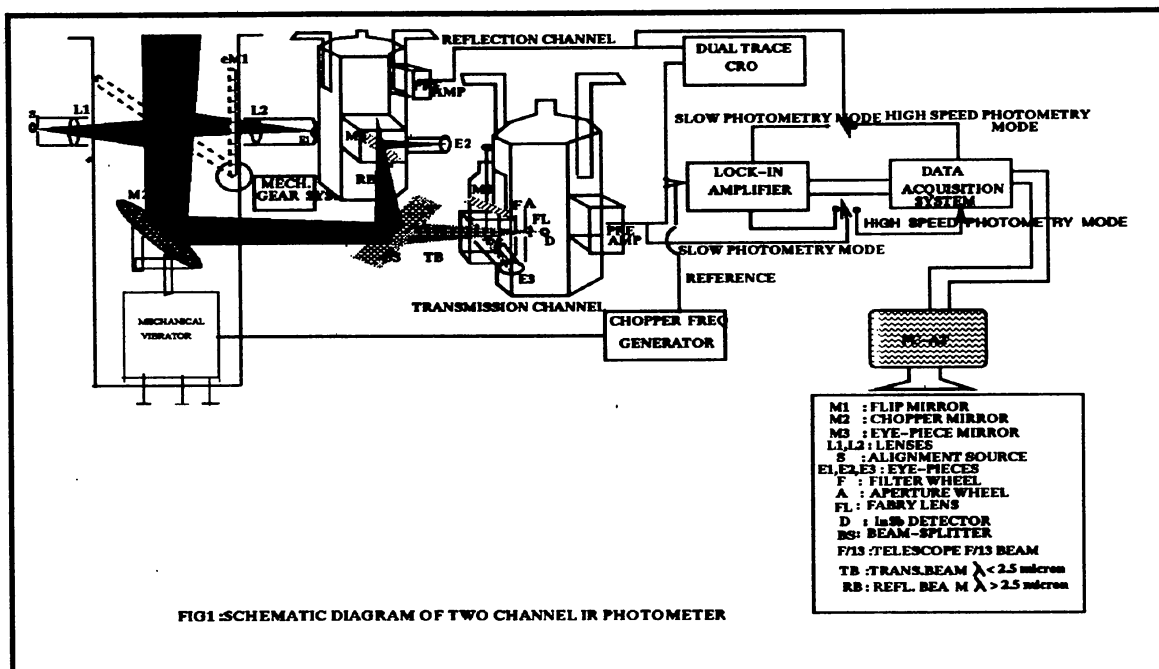 REFLECTION CHANNEL
DUAL TRACE
CRO
S
L1
L2
E1
AMP
E2
RB
MECH.
GEAR SYS
M2
MECHANICAL
VIBRATOR
TB
F
A
FL
D
E3
PRE
AMP
TRANSMISSION CHANNEL
SLOW PHOTOMETRY MODE
HIGH SPEED PHOTOMETRY
MODE
LOCK-IN
AMPLIFIER
DATA
ACQUISITION
SYSTEM
HIGH SPEED PHOTOMETRY MODE
SLOW PHOTOMETRY MODE
REFERENCE
CHOPPER FREQ
GENERATOR
PC-AT
M1 : FLIP MIRROR
M2 : CHOPPER MIRROR
M3 : EYE-PIECE MIRROR
L1,L2 : LENSES
S : ALIGNMENT SOURCE
E1,E2,E3 : EYE-PIECES
F : FILTER WHEEL
A : APERTURE WHEEL
FL : FABRY LENS
D : InSb DETECTOR
BS: BEAM-SPLITTER
F/13 :TELESCOPE F/13 BEAM
TB :TRANS.BEAM λ < 2.5 micron
RB : REFL. BEA M λ > 2.5 micron
FIG1 :SCHEMATIC DIAGRAM OF TWO CHANNEL IR PHOTOMETER